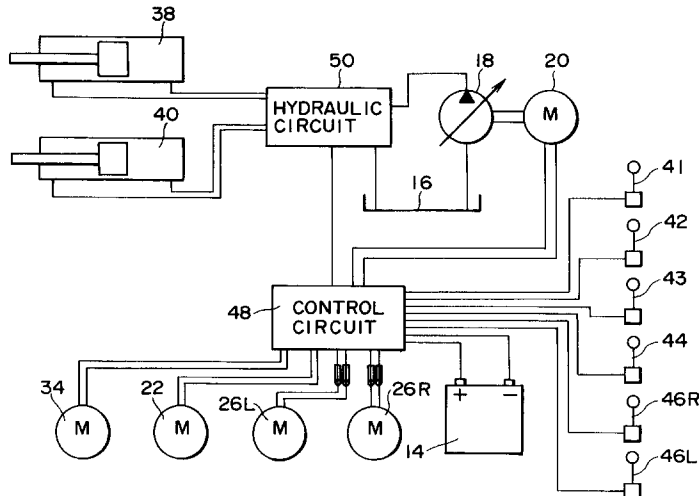 38
50
18
20
HYDRAULIC
CIRCUIT
M
40
16
41
42
43
48
CONTROL
CIRCUIT
44
34
22
26L
26R
M
M
M
M
+
−
14
46R
46L